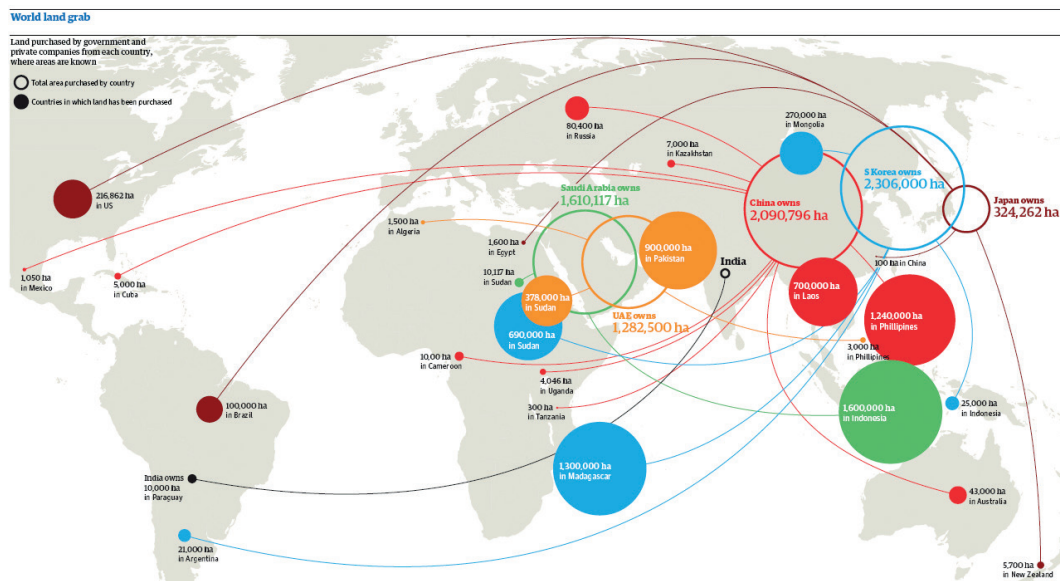 World land grab
Land purchased by government and
private companies from each country,
where areas are known
Total area purchased by country
Countries in which land has been purchased
270,000 ha
in Mongolia
80,400 ha
in Russia
7,000 ha
in Kazakhstan
S Korea owns
2,306,000 ha
216,862 ha
in US
Saudi Arabia owns
1,610,117 ha
China owns
2,090,796 ha
Japan owns
324,262 ha
1,500 ha
in Algeria
1,600 ha
in Egypt
900,000 ha
in Pakistan
India
100 ha in China
1,050 ha
in Mexico
5,000 ha
in Cuba
10,117 ha
in Sudan
378,000 ha
in Sudan
700,000 ha
in Laos
UAE owns
1,282,500 ha
1,240,000 ha
in Phillipines
690,000 ha
in Sudan
3,000 ha
in Phillipines
10,00 ha
in Cameroon
4,046 ha
in Uganda
300 ha
in Tanzania
100,000 ha
in Brazil
1,600,000 ha
in Indonesia
25,000 ha
in Indonesia
1,300,000 ha
in Madagascar
India owns
10,000 ha
in Paraguay
43,000 ha
in Australia
21,000 ha
in Argentina
5,700 ha
in New Zealand